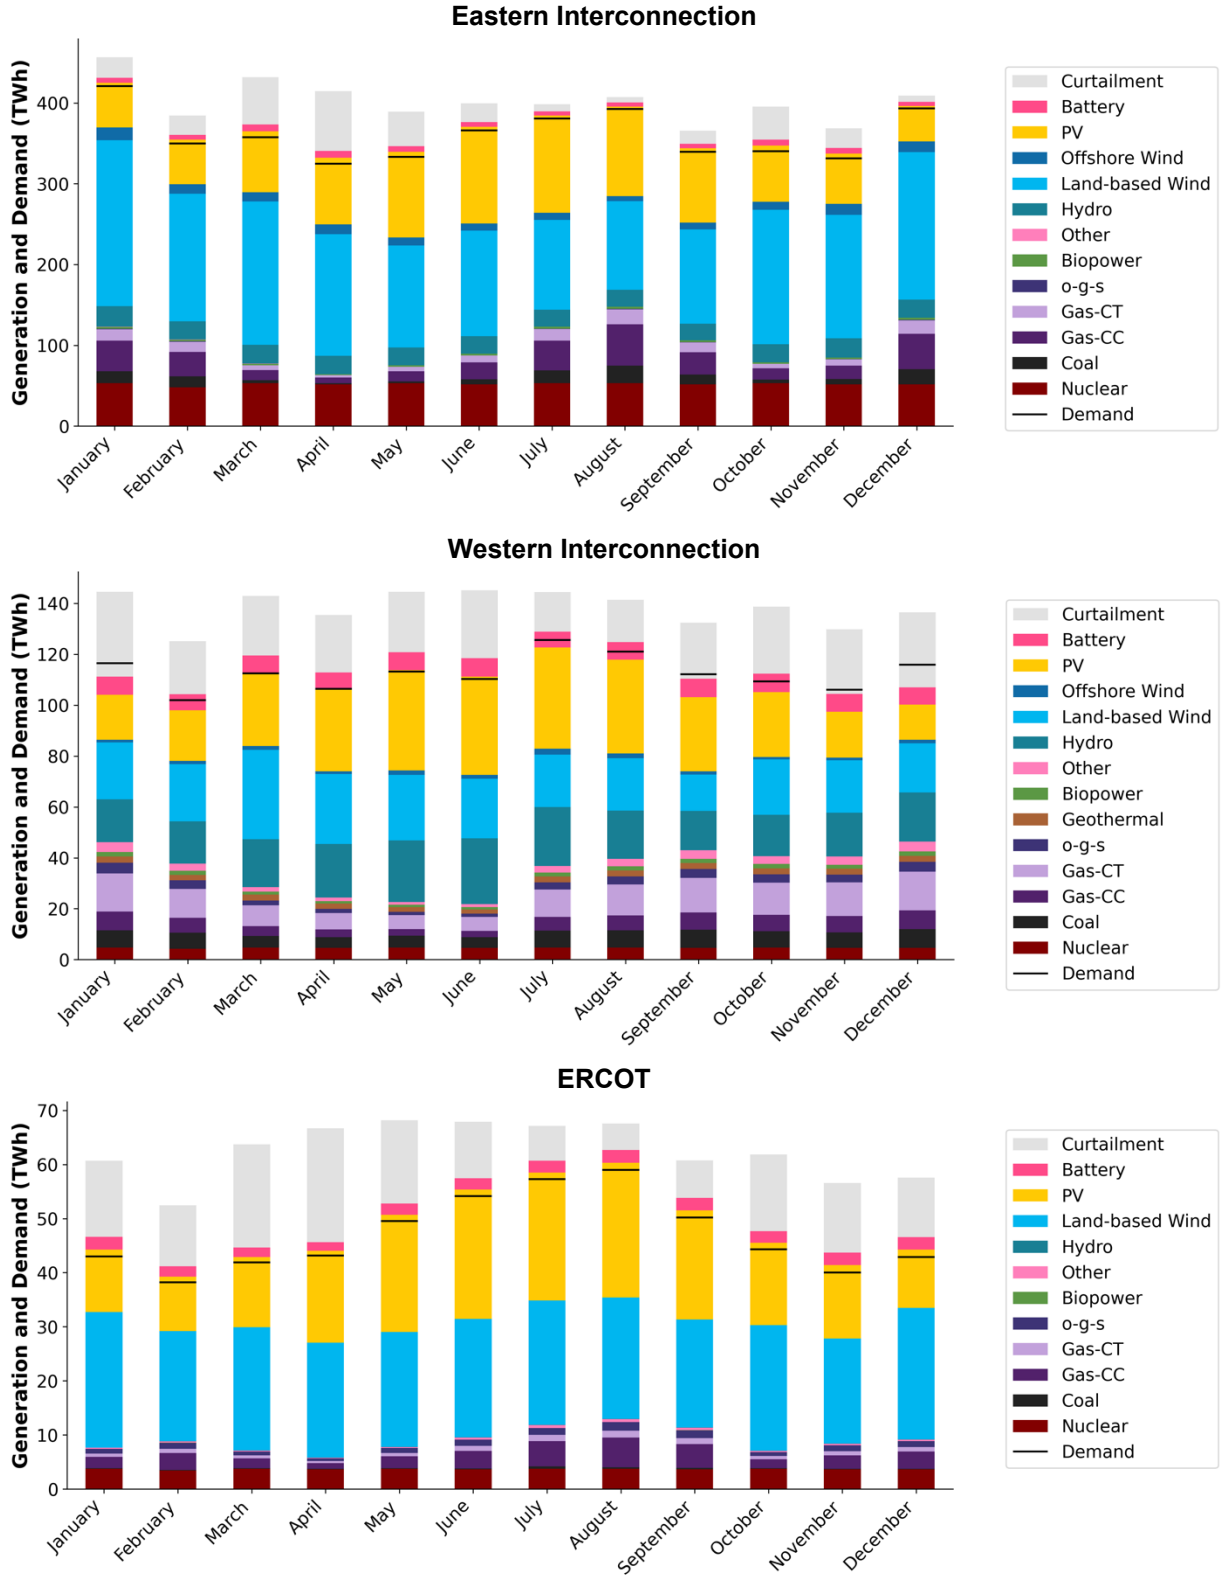 Eastern Interconnection
Generation and Demand (TWh)
400
300
200
100
0
January
February
March
April
May
June
July
August
September
October
November
December
Curtailment
Battery
PV
Offshore Wind
Land-based Wind
Hydro
Other
Biopower
o-g-s
Gas-CT
Gas-CC
Coal
Nuclear
Demand
Western Interconnection
Generation and Demand (TWh)
140
120
100
80
60
40
20
0
January
February
March
April
May
June
July
August
September
October
November
December
Curtailment
Battery
PV
Offshore Wind
Land-based Wind
Hydro
Other
Biopower
Geothermal
o-g-s
Gas-CT
Gas-CC
Coal
Nuclear
Demand
ERCOT
Generation and Demand (TWh)
70
60
50
40
30
20
10
0
January
February
March
April
May
June
July
August
September
October
November
December
Curtailment
Battery
PV
Land-based Wind
Hydro
Other
Biopower
o-g-s
Gas-CT
Gas-CC
Coal
Nuclear
Demand